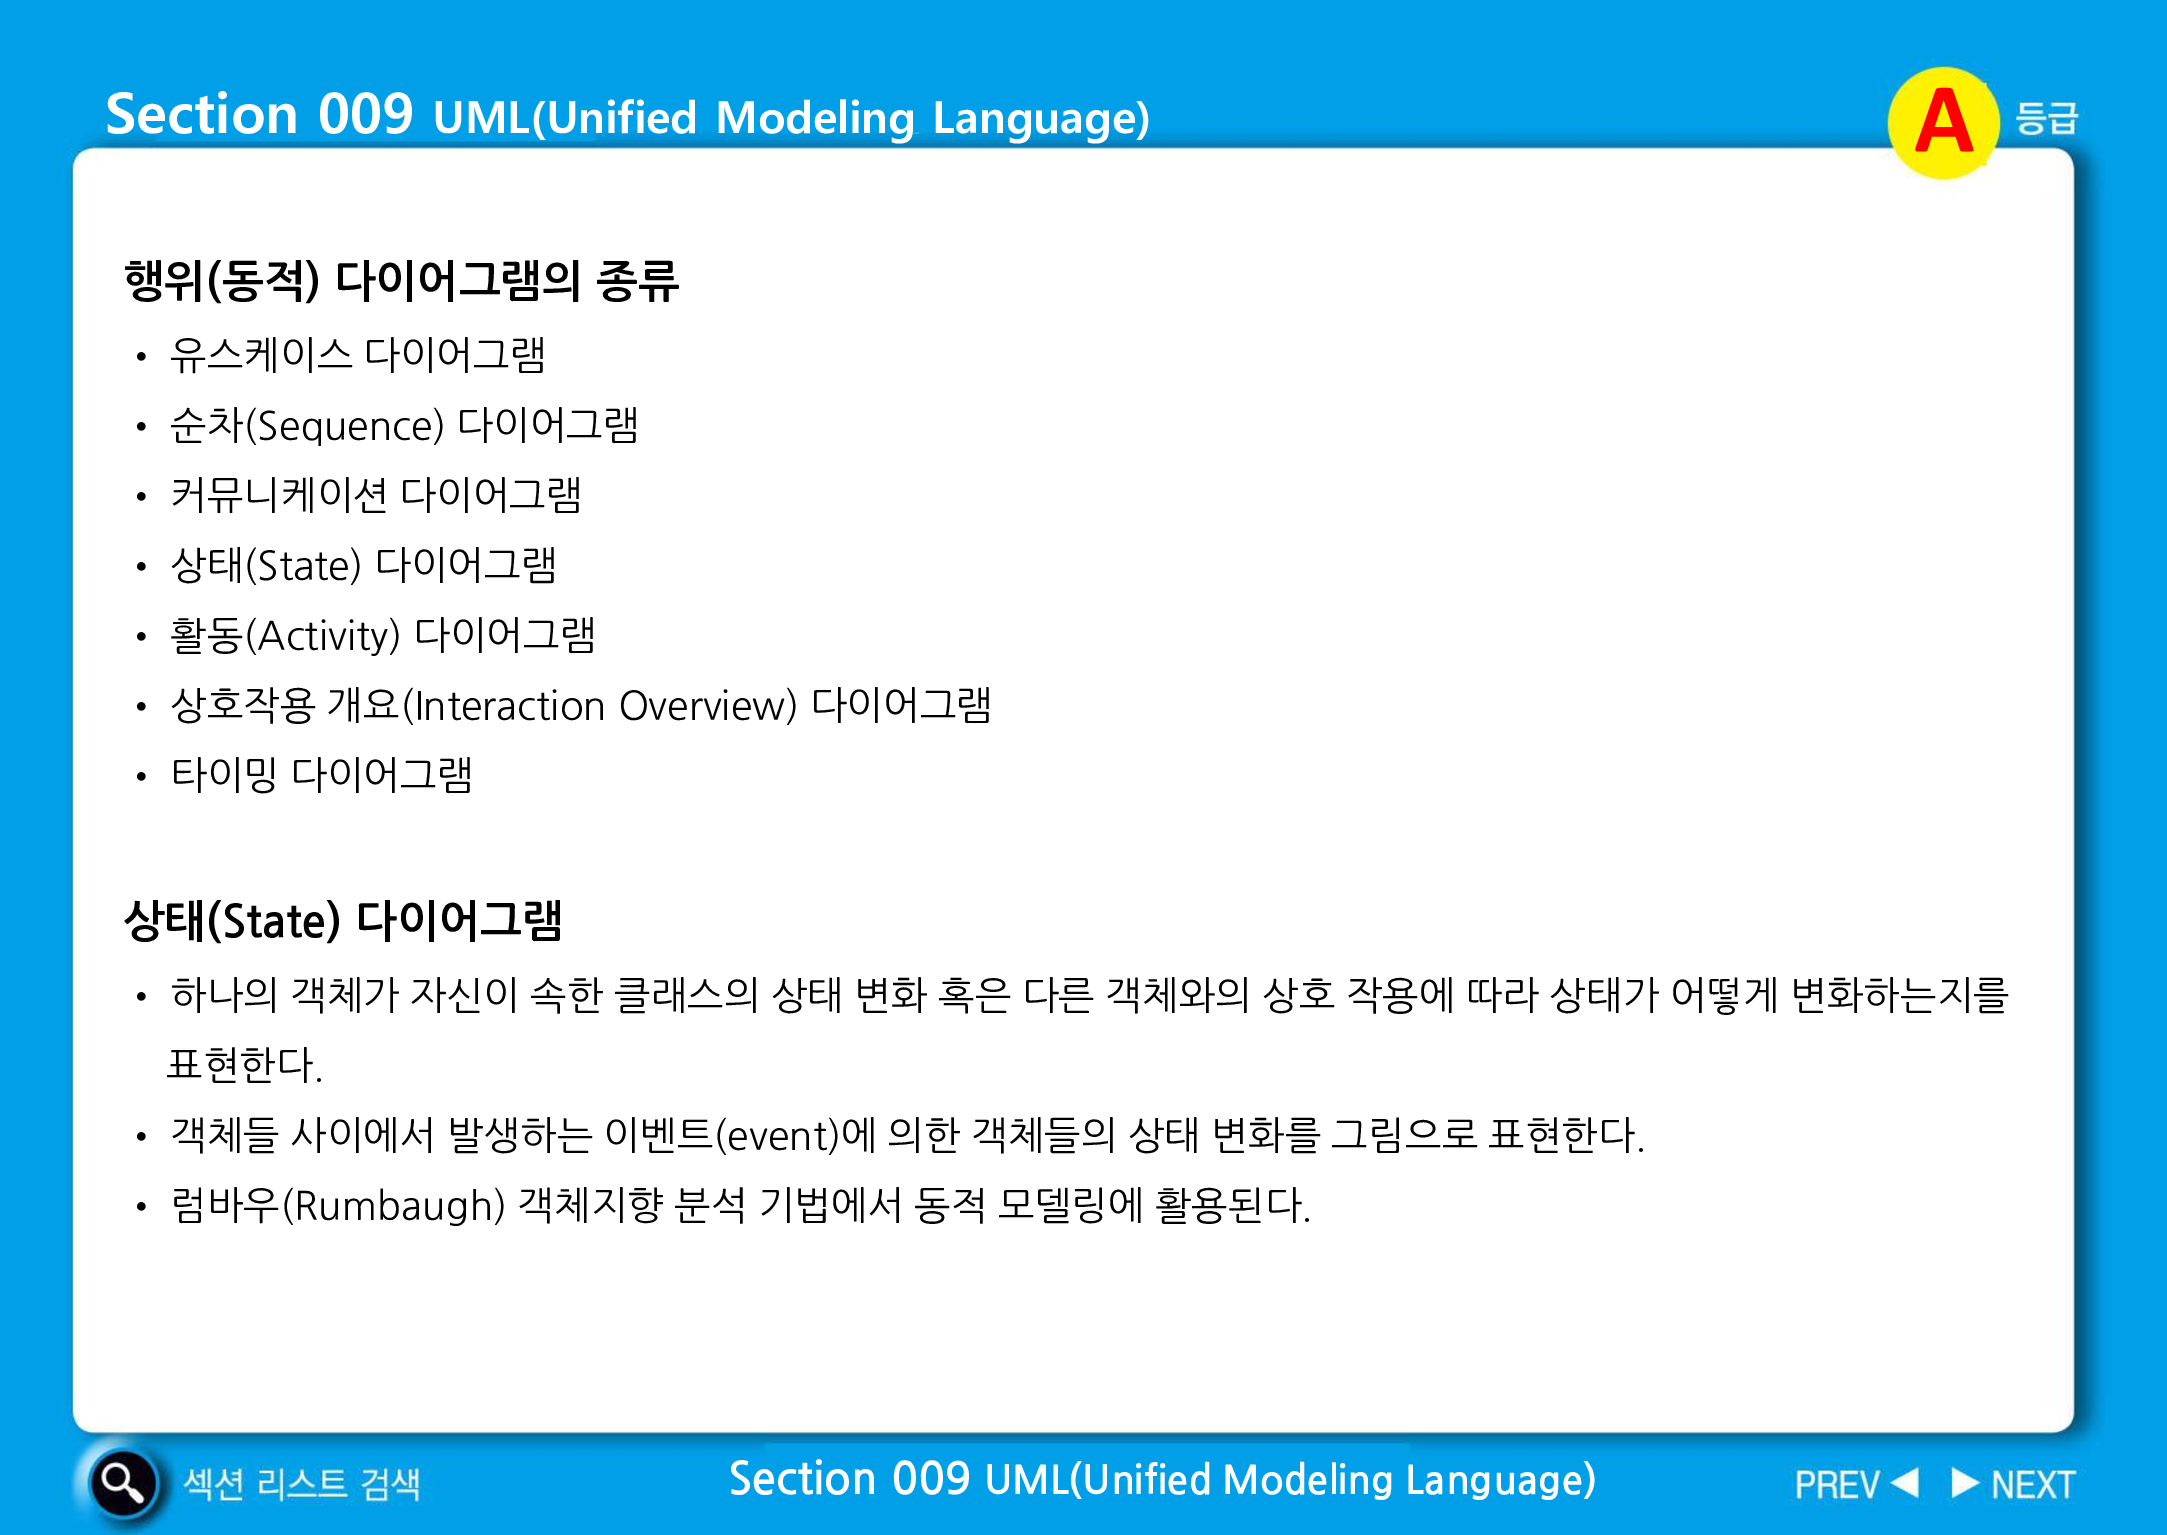 Section 009 UML(Unified Modeling Language)
A 등급
행위(동적) 다이어그램의 종류
• 유스케이스 다이어그램
• 순차(Sequence) 다이어그램
• 커뮤니케이션 다이어그램
• 상태(State) 다이어그램
• 활동(Activity) 다이어그램
• 상호작용 개요(Interaction Overview) 다이어그램
• 타이밍 다이어그램
상태(State) 다이어그램
• 하나의 객체가 자신이 속한 클래스의 상태 변화 혹은 다른 객체와의 상호 작용에 따라 상태가 어떻게 변화하는지를
표현한다.
• 객체들 사이에서 발생하는 이벤트(event)에 의한 객체들의 상태 변화를 그림으로 표현한다.
• 럼바우(Rumbaugh) 객체지향 분석 기법에서 동적 모델링에 활용된다.
섹션 리스트 검색
Section 009 UML(Unified Modeling Language)
PREV ◀ ▶ NEXT